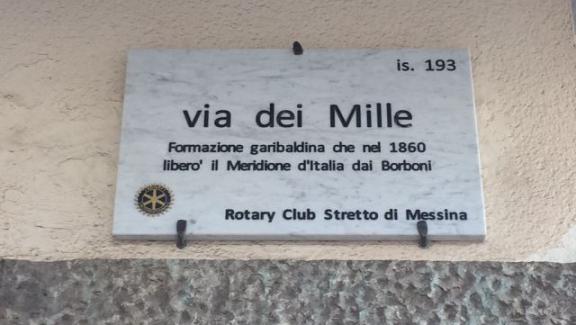 is. 193
via dei Mille
Formazione garibaldina che nel 1860
libero' il Meridione d'Italia dai Borboni
Rotary Club Stretto di Messina